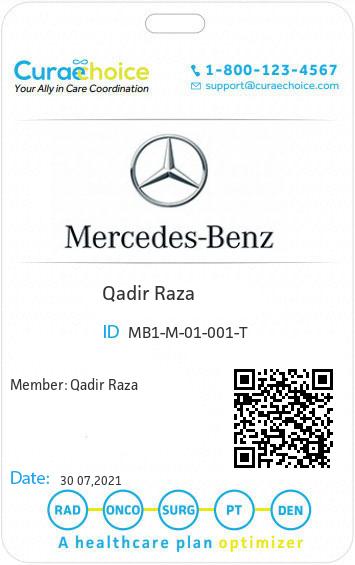 Curaechoice
Your Ally in Care Coordination
1-800-123-4567
support@curaechoice.com
Mercedes-Benz
Qadir Raza
ID MB1-M-01-001-T
Member: Qadir Raza
Date: 30 07,2021
RAD ONCO SURG PT DEN
A healthcare plan optimizer